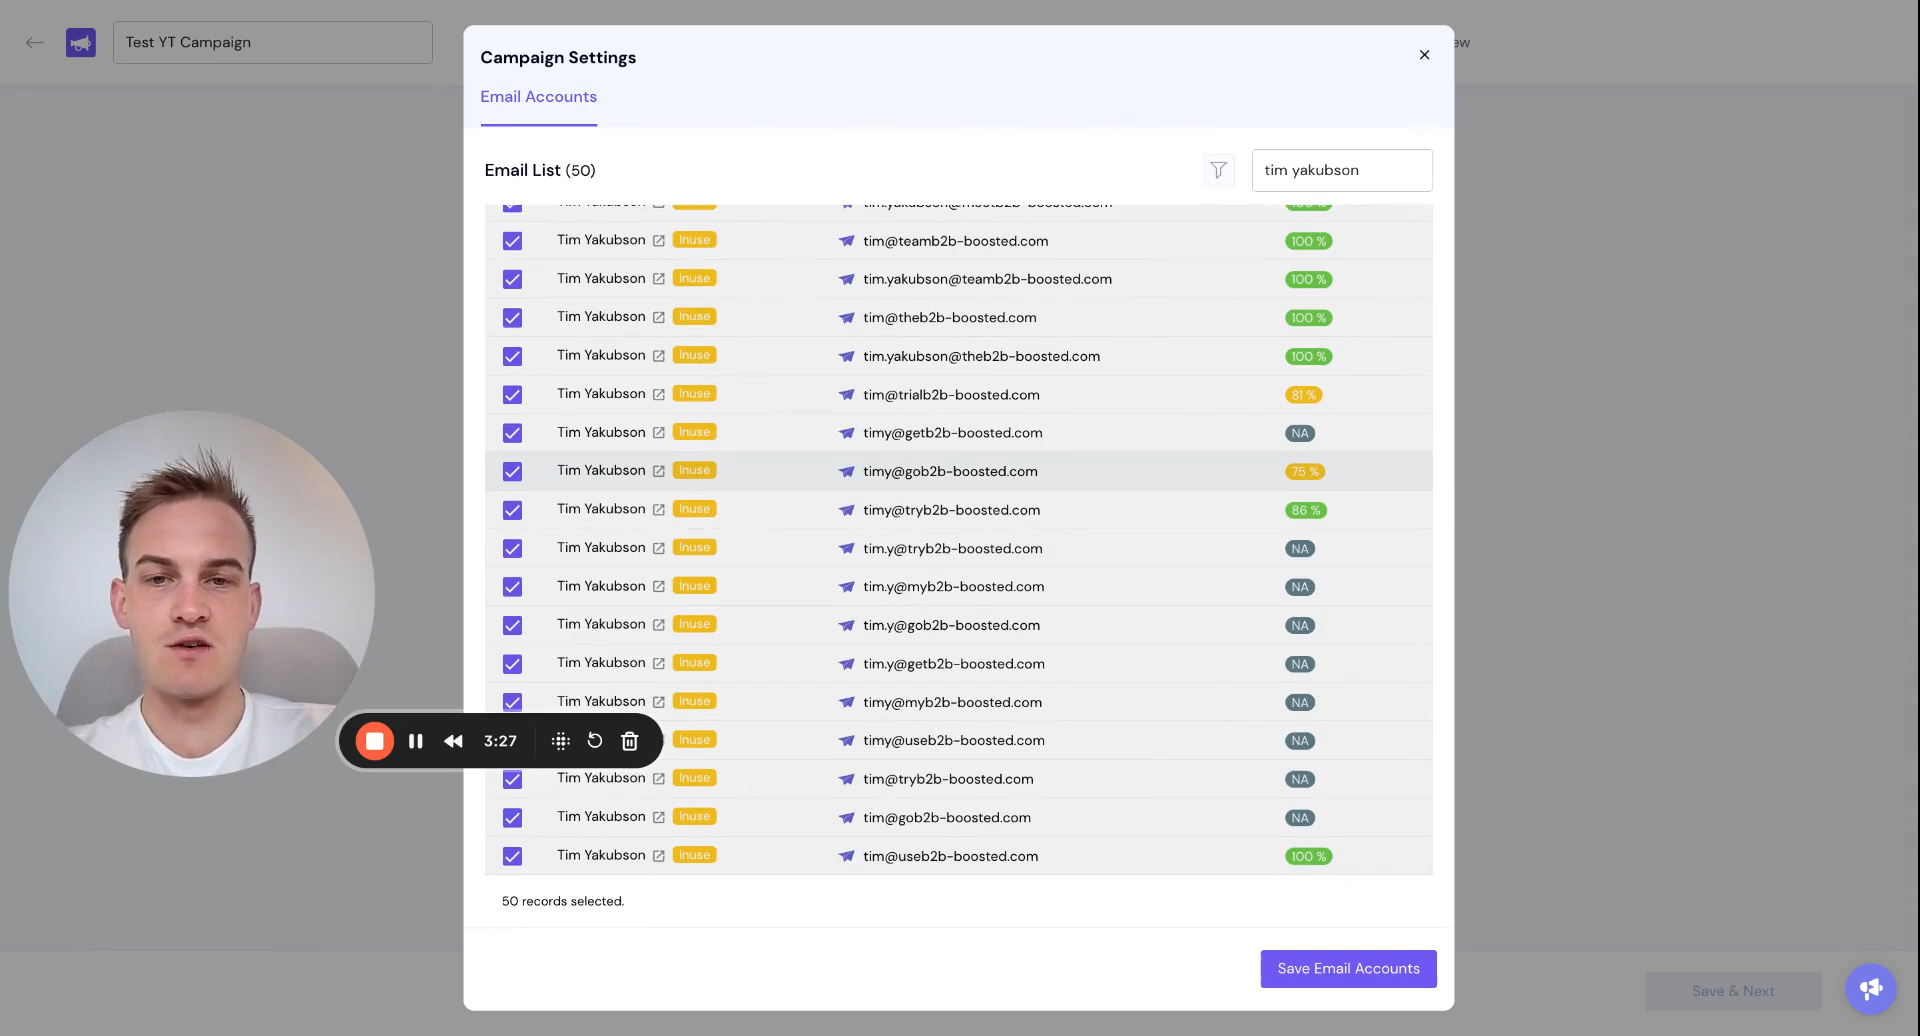 Test YT Campaign
ew
Campaign Settings
Email Accounts
Email List (50)
tim yakubson
Tim Yakubson Inuse tim@teamb2b-boosted.com 100 %
Tim Yakubson Inuse tim.yakubson@teamb2b-boosted.com 100 %
Tim Yakubson Inuse tim@theb2b-boosted.com 100 %
Tim Yakubson Inuse tim.yakubson@theb2b-boosted.com 100 %
Tim Yakubson Inuse tim@trialb2b-boosted.com 81 %
Tim Yakubson Inuse timy@getb2b-boosted.com NA
Tim Yakubson Inuse timy@gob2b-boosted.com 75 %
Tim Yakubson Inuse timy@tryb2b-boosted.com 86 %
Tim Yakubson Inuse tim.y@tryb2b-boosted.com NA
Tim Yakubson Inuse tim.y@myb2b-boosted.com NA
Tim Yakubson Inuse tim.y@gob2b-boosted.com NA
Tim Yakubson Inuse tim.y@getb2b-boosted.com NA
Tim Yakubson Inuse timy@myb2b-boosted.com NA
3:27 Inuse timy@useb2b-boosted.com NA
Tim Yakubson Inuse tim@tryb2b-boosted.com NA
Tim Yakubson Inuse tim@gob2b-boosted.com NA
Tim Yakubson Inuse tim@useb2b-boosted.com 100 %
50 records selected.
Save Email Accounts
Save & Next